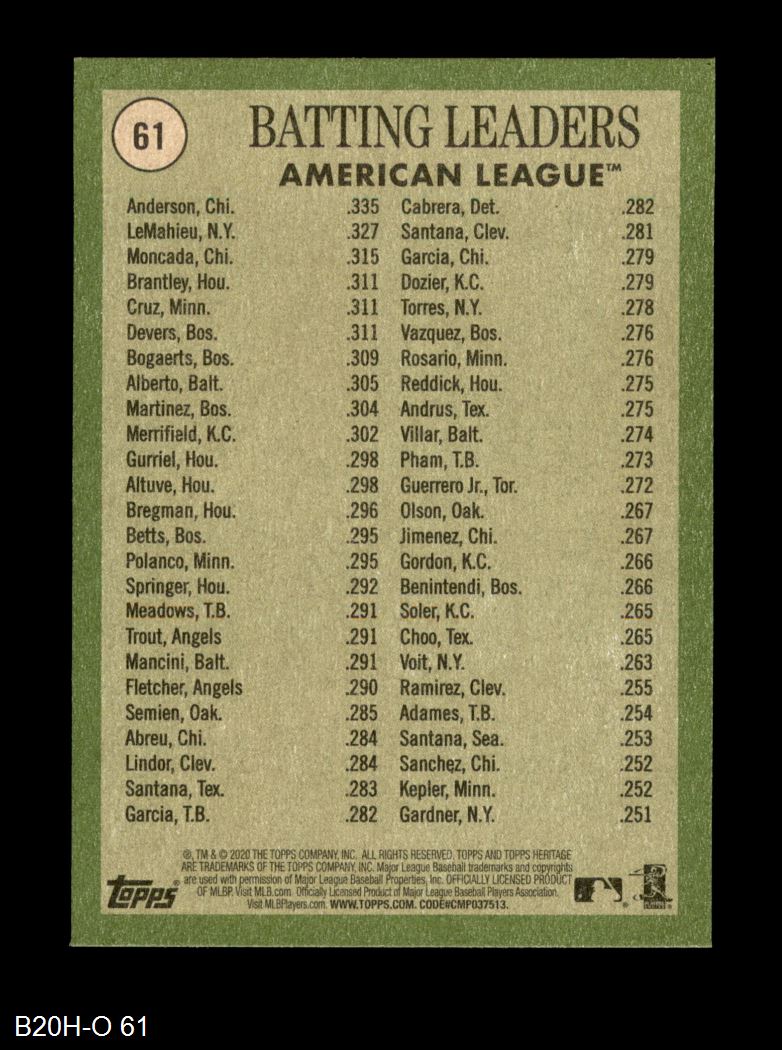 61
BATTING LEADERS
AMERICAN LEAGUE™
Anderson, Chi. .335
LeMahieu, N.Y. .327
Moncada, Chi. .315
Brantley, Hou. .311
Cruz, Minn. .311
Devers, Bos. .311
Bogaerts, Bos. .309
Alberto, Balt. .305
Martinez, Bos. .304
Merrifield, K.C. .302
Gurriel, Hou. .298
Altuve, Hou. .298
Bregman, Hou. .296
Betts, Bos. .295
Polanco, Minn. .295
Springer, Hou. .292
Meadows, T.B. .291
Trout, Angels .291
Mancini, Balt. .291
Fletcher, Angels .290
Semien, Oak. .285
Abreu, Chi. .284
Lindor, Clev. .284
Santana, Tex. .283
Garcia, T.B. .282
Cabrera, Det. .282
Santana, Clev. .281
Garcia, Chi. .279
Dozier, K.C. .279
Torres, N.Y. .278
Vazquez, Bos. .276
Rosario, Minn. .276
Reddick, Hou. .275
Andrus, Tex. .275
Villar, Balt. .274
Pham, T.B. .273
Guerrero Jr., Tor. .272
Olson, Oak. .267
Jimenez, Chi. .267
Gordon, K.C. .266
Benintendi, Bos. .266
Soler, K.C. .265
Choo, Tex. .265
Voit, N.Y. .263
Ramirez, Clev. .255
Adames, T.B. .254
Santana, Sea. .253
Sanchez, Chi. .252
Kepler, Minn. .252
Gardner, N.Y. .251
®, TM & © 2020 THE TOPPS COMPANY, INC. ALL RIGHTS RESERVED. TOPPS AND TOPPS HERITAGE
ARE TRADEMARKS OF THE TOPPS COMPANY, INC. Major League Baseball trademarks and copyrights
are used with permission of Major League Baseball Properties, Inc. OFFICIALLY LICENSED PRODUCT
OF MLBP. Visit MLB.com. Officially Licensed Product of Major League Baseball Players Association.
Visit MLBPlayers.com. WWW.TOPPS.COM. CODE#CMP037513.
Topps®
B20H-O 61